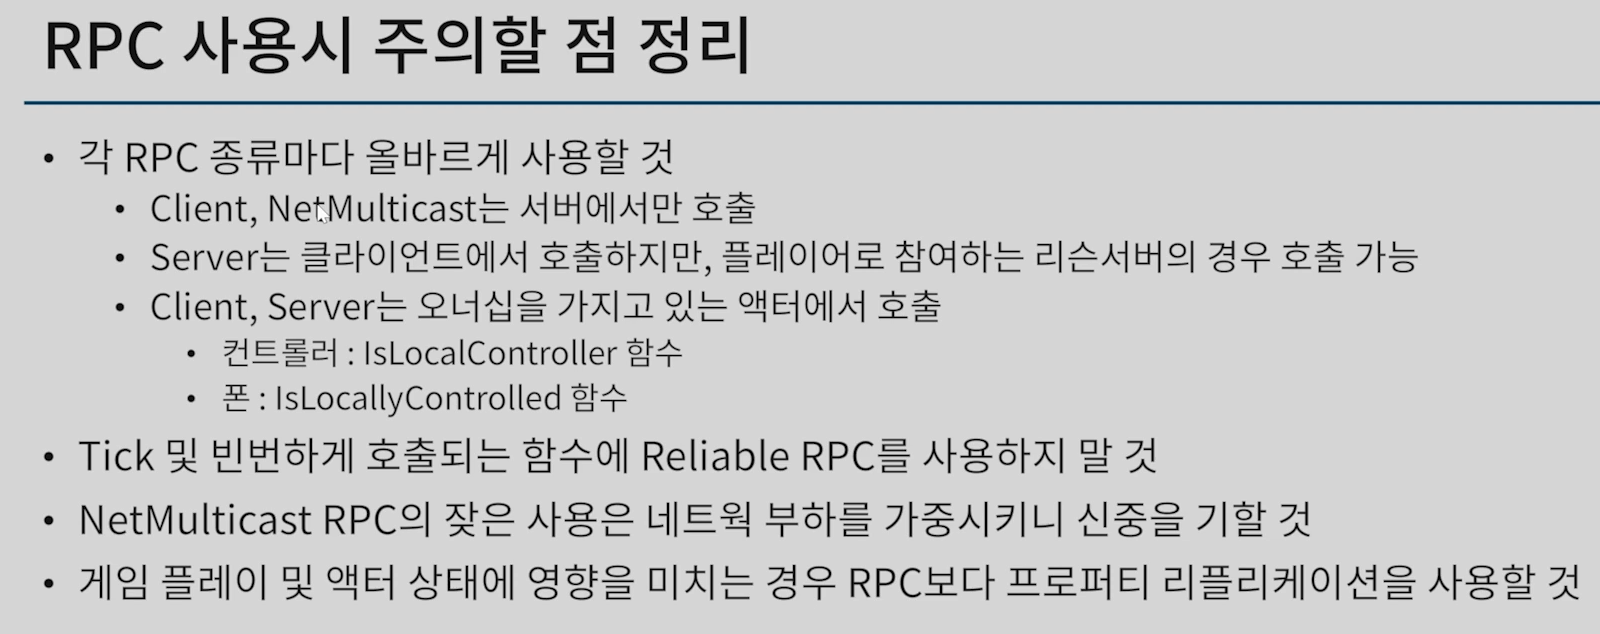 RPC 사용시 주의할 점 정리
• 각 RPC 종류마다 올바르게 사용할 것
• Client, NetMulticast는 서버에서만 호출
• Server는 클라이언트에서 호출하지만, 플레이어로 참여하는 리슨서버의 경우 호출 가능
• Client, Server는 오너십을 가지고 있는 액터에서 호출
• 컨트롤러 : IsLocalController 함수
• 폰 : IsLocallyControlled 함수
• Tick 및 빈번하게 호출되는 함수에 Reliable RPC를 사용하지 말 것
• NetMulticast RPC의 잦은 사용은 네트웍 부하를 가중시키니 신중을 기할 것
• 게임 플레이 및 액터 상태에 영향을 미치는 경우 RPC보다 프로퍼티 리플리케이션을 사용할 것